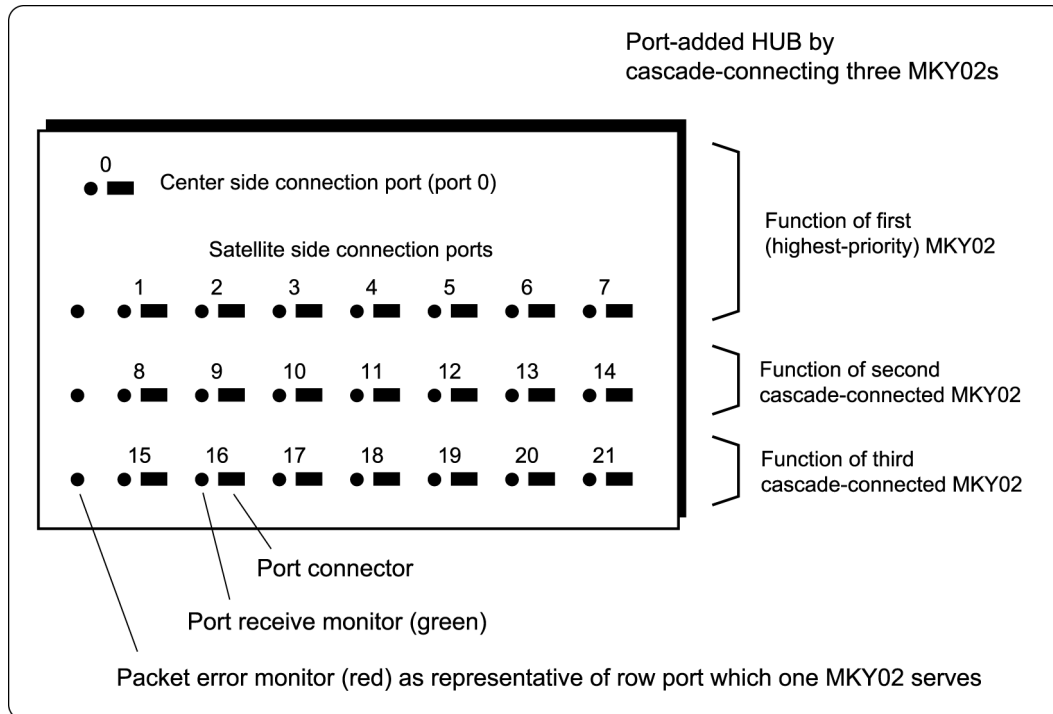 Port-added HUB by
cascade-connecting three MKY02s
0
Center side connection port (port 0)
Satellite side connection ports
1 2 3 4 5 6 7
Function of first
(highest-priority) MKY02
8 9 10 11 12 13 14
Function of second
cascade-connected MKY02
15 16 17 18 19 20 21
Function of third
cascade-connected MKY02
Port connector
Port receive monitor (green)
Packet error monitor (red) as representative of row port which one MKY02 serves